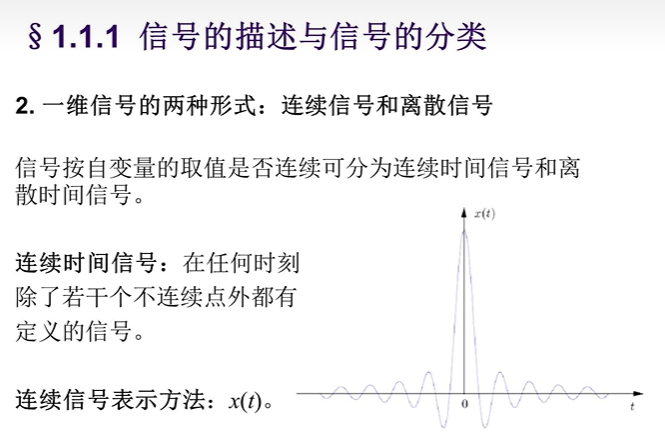 § 1.1.1 信号的描述与信号的分类
2. 一维信号的两种形式：连续信号和离散信号
信号按自变量的取值是否连续可分为连续时间信号和离
散时间信号。
连续时间信号：在任何时刻
除了若干个不连续点外都有
定义的信号。
连续信号表示方法：x(t)。
x(t)
0
t